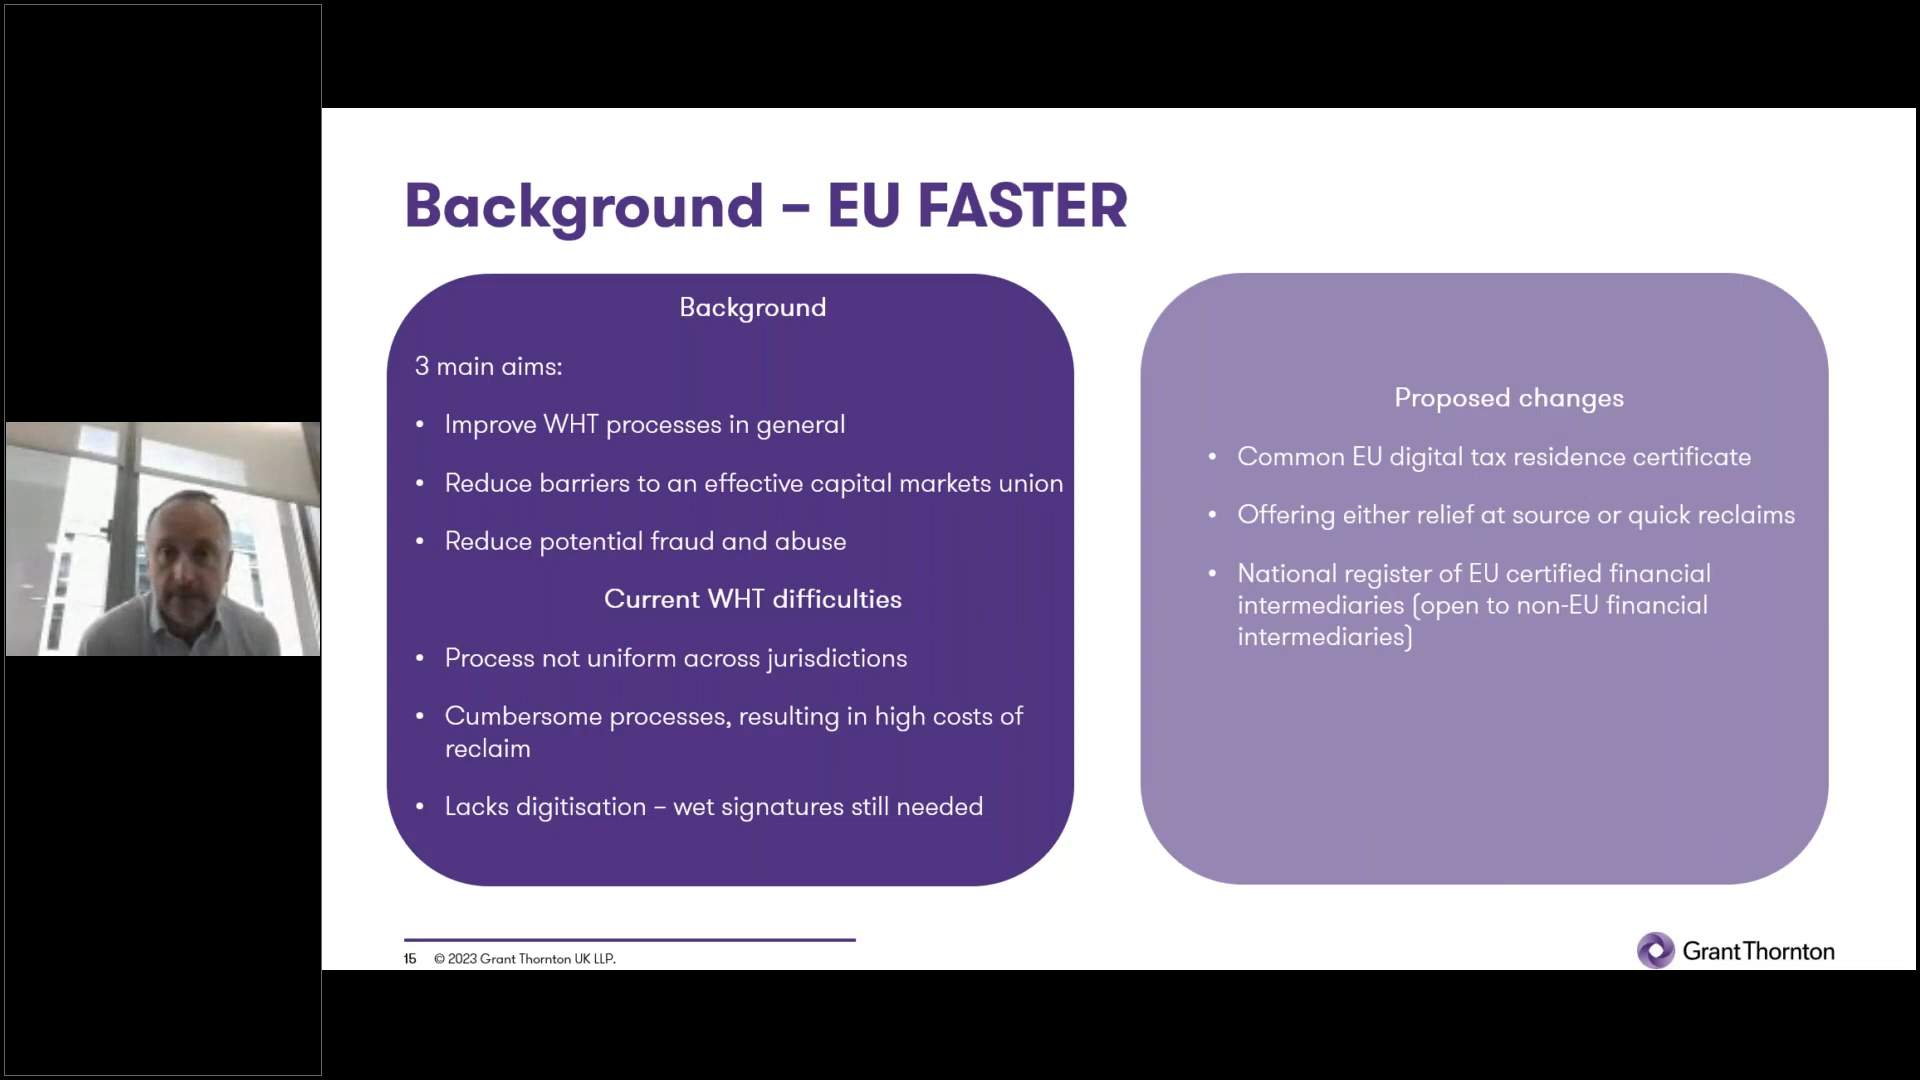 Background – EU FASTER
Background
3 main aims:
• Improve WHT processes in general
• Reduce barriers to an effective capital markets union
• Reduce potential fraud and abuse
Current WHT difficulties
• Process not uniform across jurisdictions
• Cumbersome processes, resulting in high costs of
reclaim
• Lacks digitisation – wet signatures still needed
Proposed changes
• Common EU digital tax residence certificate
• Offering either relief at source or quick reclaims
• National register of EU certified financial
intermediaries (open to non-EU financial
intermediaries)
15 © 2023 Grant Thornton UK LLP.
Grant Thornton